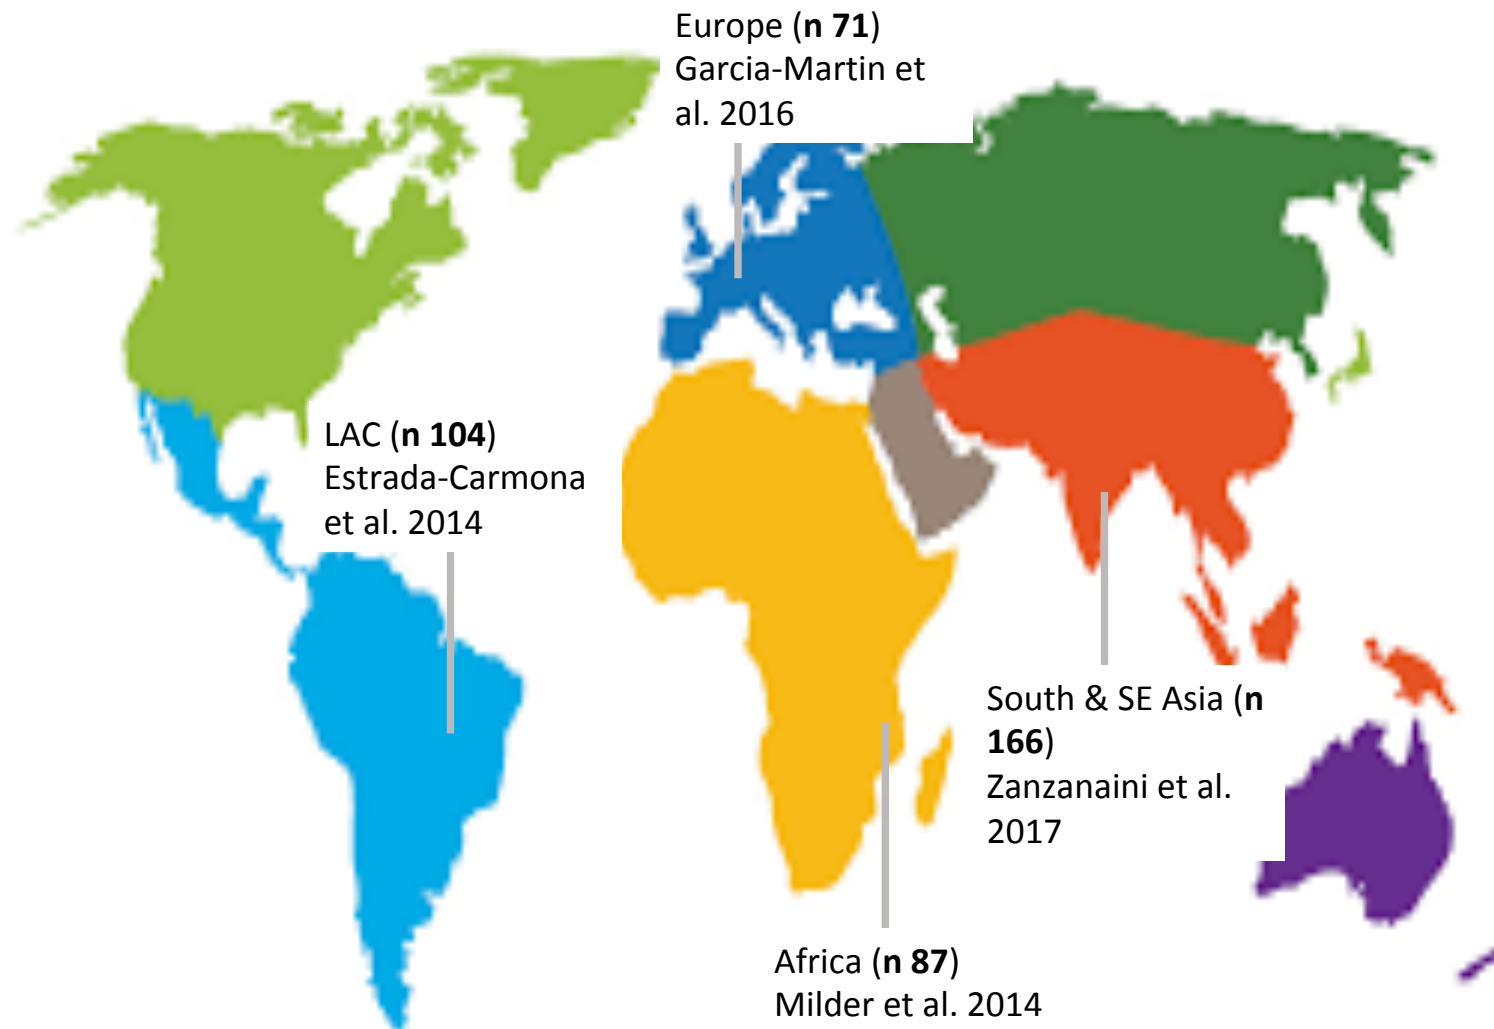 Europe (n 71)
Garcia-Martin et
al. 2016
LAC (n 104)
Estrada-Carmona
et al. 2014
South & SE Asia (n
166)
Zanzanaini et al.
2017
Africa (n 87)
Milder et al. 2014